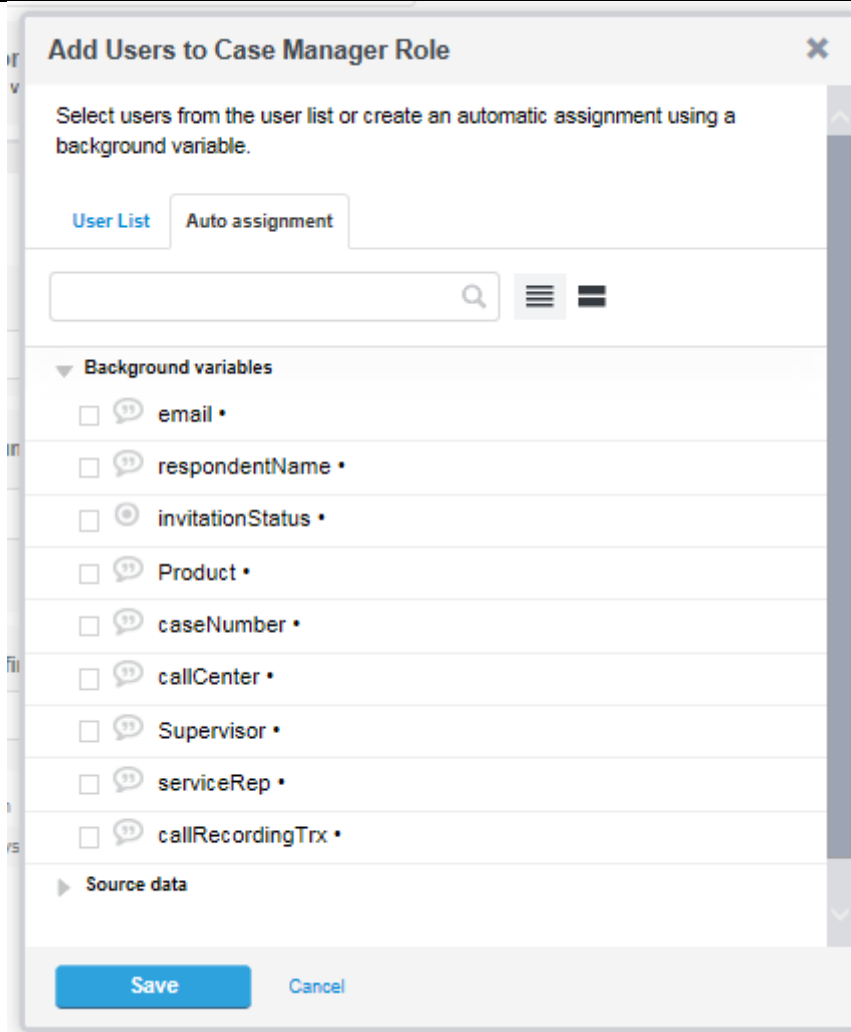 Add Users to Case Manager Role
Select users from the user list or create an automatic assignment using a
background variable.
User List
Auto assignment
Background variables
email •
respondentName •
invitationStatus •
Product •
caseNumber •
callCenter •
Supervisor •
serviceRep •
callRecordingTrx •
Source data
Save
Cancel